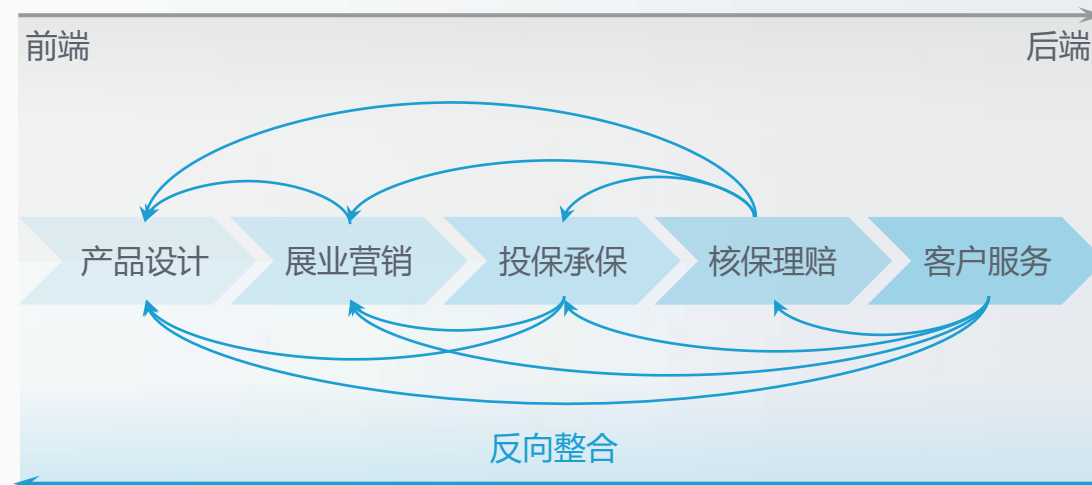 前端
后端
产品设计
展业营销
投保承保
核保理赔
客户服务
反向整合